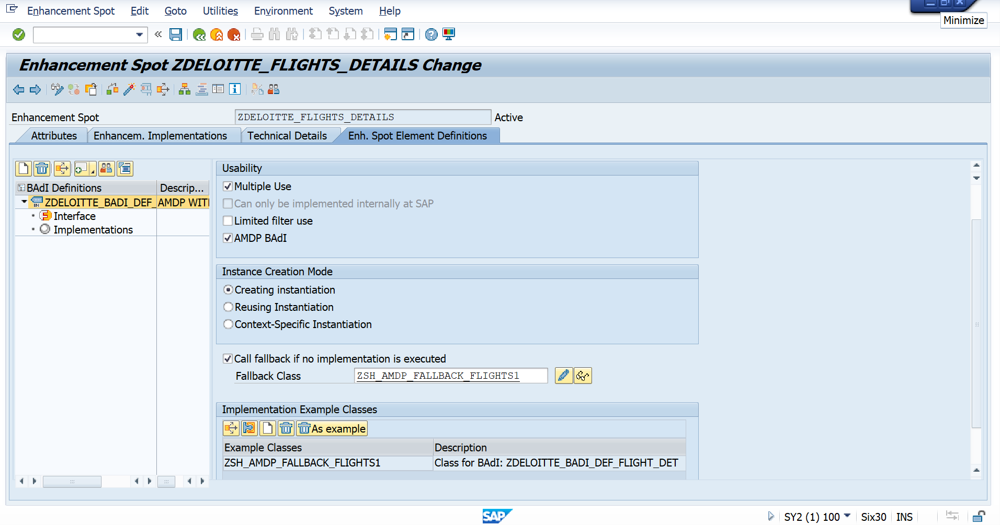 Enhancement Spot Edit Goto Utilities Environment System Help
Minimize
Enhancement Spot ZDELOITTE_FLIGHTS_DETAILS Change
Enhancement Spot ZDELOITTE_FLIGHTS_DETAILS Active
Attributes Enhancem. Implementations Technical Details Enh. Spot Element Definitions
BAdI Definitions Descrip...
ZDELOITTE_BADI_DEF_ AMDP WITH
Interface
Implementations
Usability
Multiple Use
Can only be implemented internally at SAP
Limited filter use
AMDP BAdI
Instance Creation Mode
Creating instantiation
Reusing Instantiation
Context-Specific Instantiation
Call fallback if no implementation is executed
Fallback Class ZSH_AMDP_FALLBACK_FLIGHTS1
Implementation Example Classes
As example
Example Classes Description
ZSH_AMDP_FALLBACK_FLIGHTS1 Class for BAdI: ZDELOITTE_BADI_DEF_FLIGHT_DET
SAP
SY2 (1) 100 Six30 INS